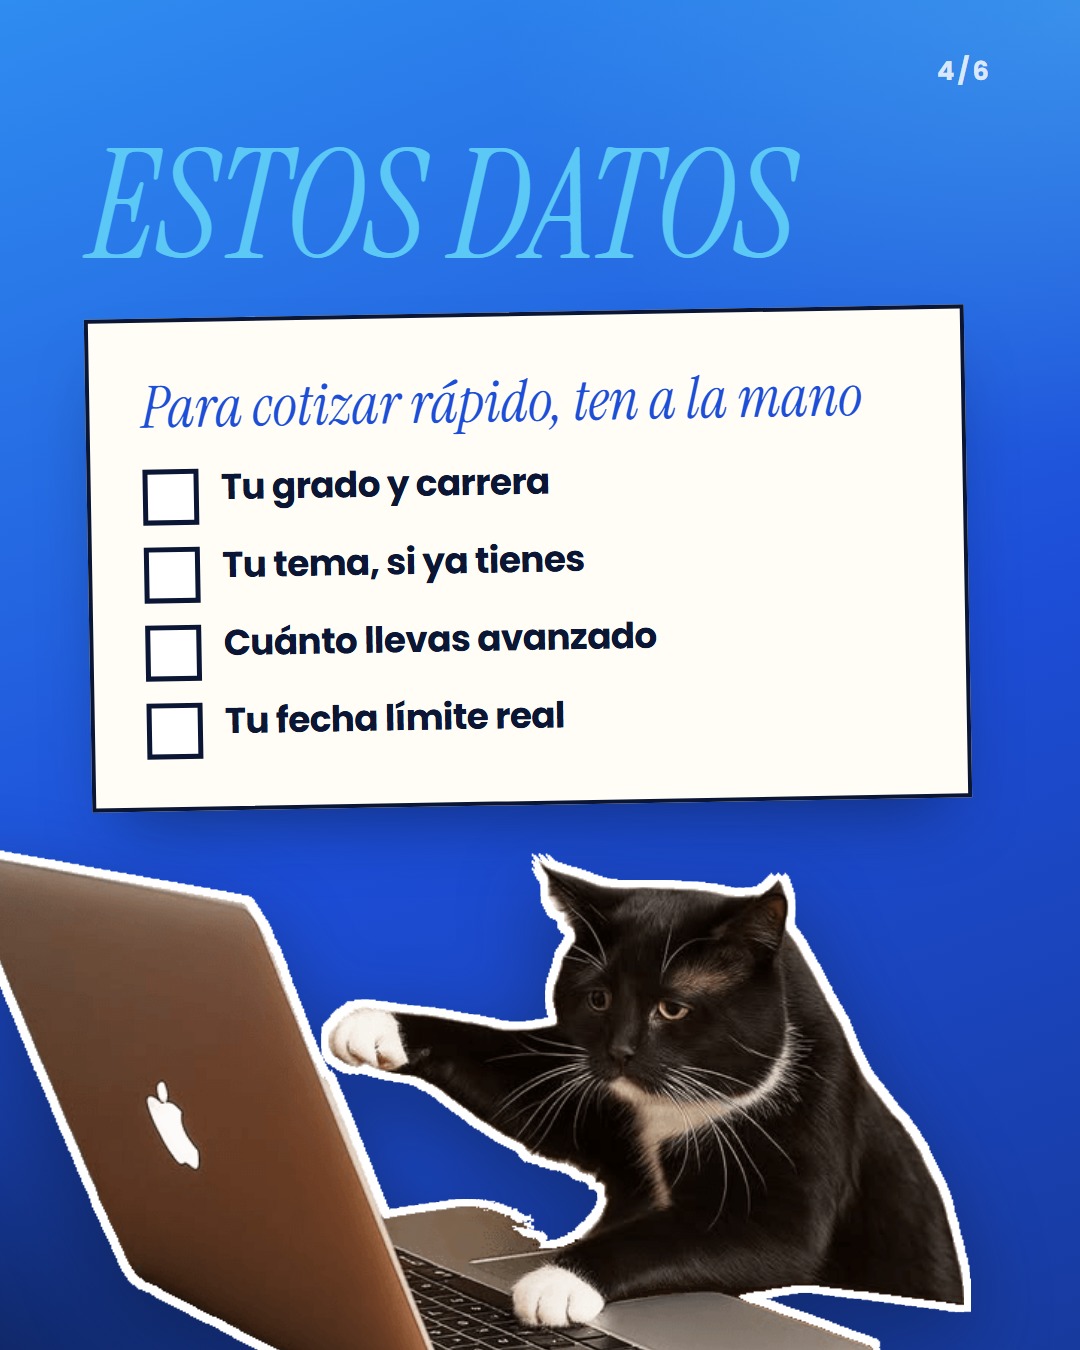 4/6
ESTOS DATOS
Para cotizar rápido, ten a la mano
Tu grado y carrera
Tu tema, si ya tienes
Cuánto llevas avanzado
Tu fecha límite real